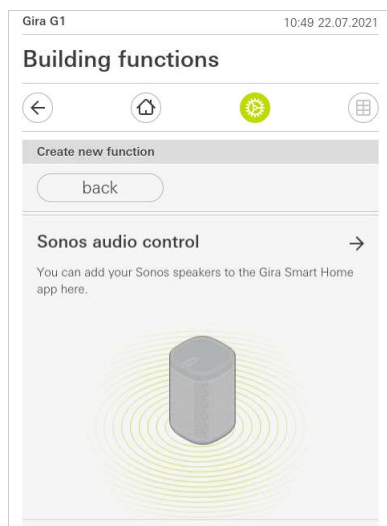 Gira G1
10:49 22.07.2021
Building functions
Create new function
back
Sonos audio control
You can add your Sonos speakers to the Gira Smart Home
app here.